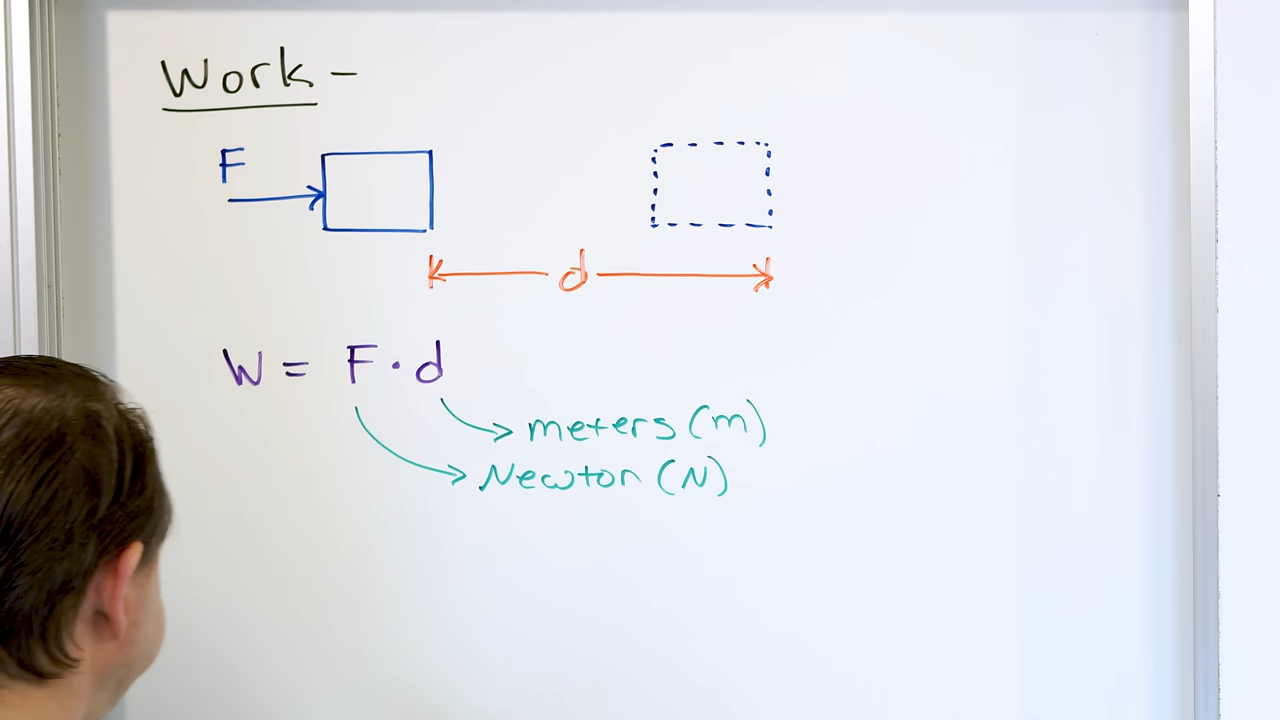 Work -
F
d
W = F · d
meters (m)
Newton (N)